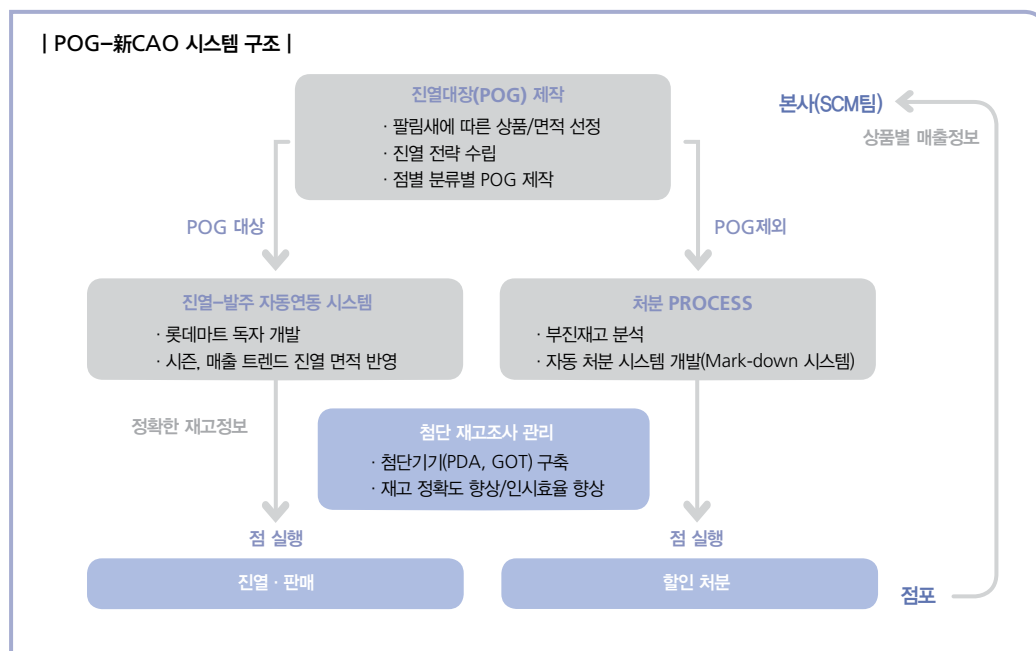 | POG-新CAO 시스템 구조 |
진열대장(POG) 제작
· 팔림새에 따른 상품/면적 선정
· 진열 전략 수립
· 점별 분류별 POG 제작
본사(SCM팀)
상품별 매출정보
POG 대상
POG제외
진열-발주 자동연동 시스템
· 롯데마트 독자 개발
· 시즌, 매출 트렌드 진열 면적 반영
처분 PROCESS
· 부진재고 분석
· 자동 처분 시스템 개발(Mark-down 시스템)
정확한 재고정보
첨단 재고조사 관리
· 첨단기기(PDA, GOT) 구축
· 재고 정확도 향상/인시효율 향상
점 실행
점 실행
진열 · 판매
할인 처분
점포